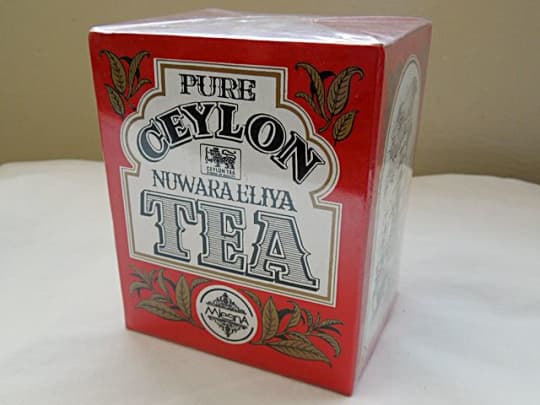 PURE
CEYLON
CEYLON TEA
NUWARA ELIYA
TEA
MlesnA